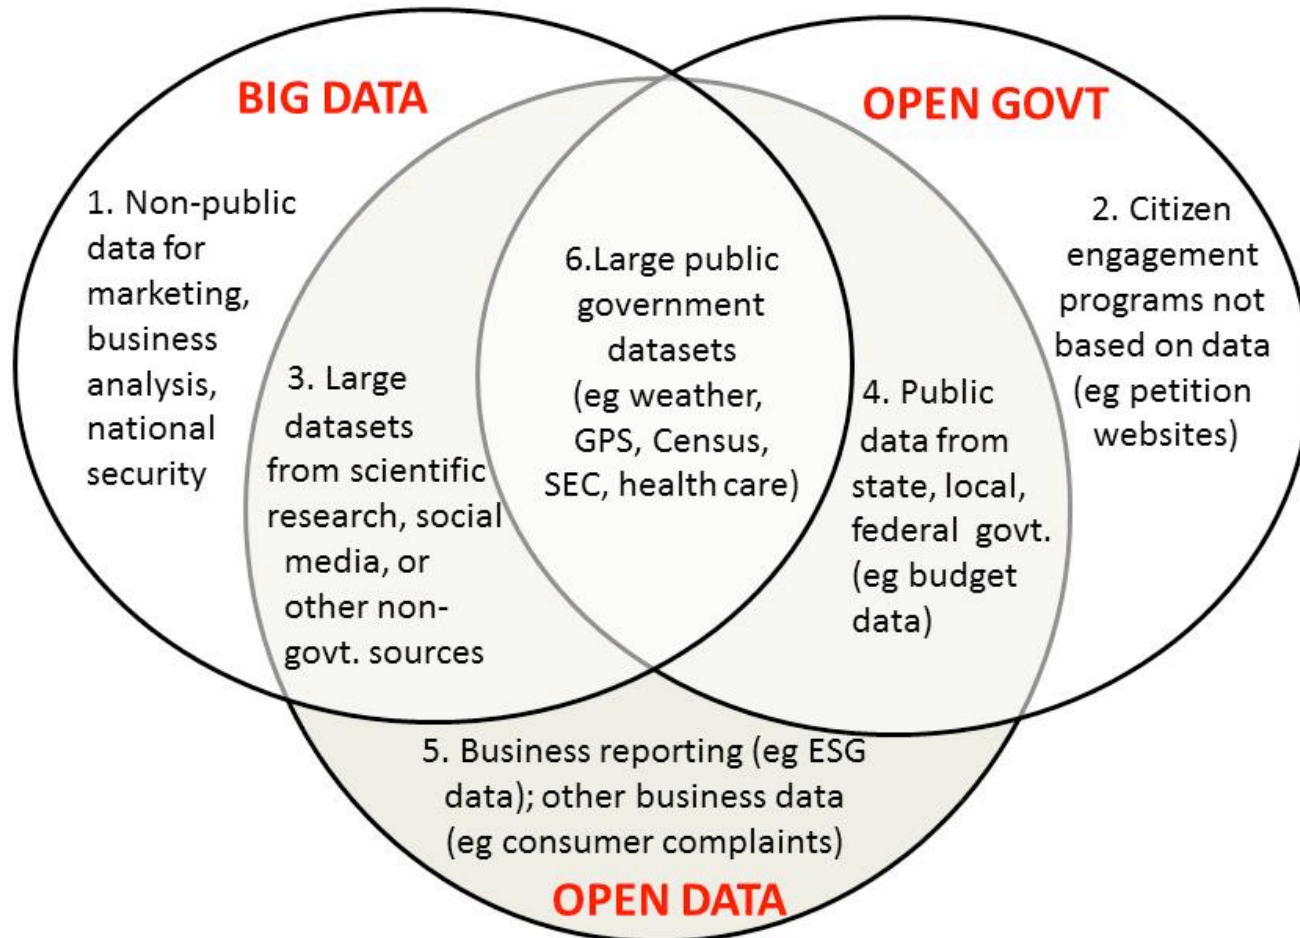 BIG DATA
OPEN GOVT
1. Non-public
data for
marketing,
business
analysis,
national
security
2. Citizen
engagement
programs not
based on data
(eg petition
websites)
3. Large
datasets
from scientific
research, social
media, or
other non-
govt. sources
6.Large public
government
datasets
(eg weather,
GPS, Census,
SEC, health care)
4. Public
data from
state, local,
federal govt.
(eg budget
data)
5. Business reporting (eg ESG
data); other business data
(eg consumer complaints)
OPEN DATA